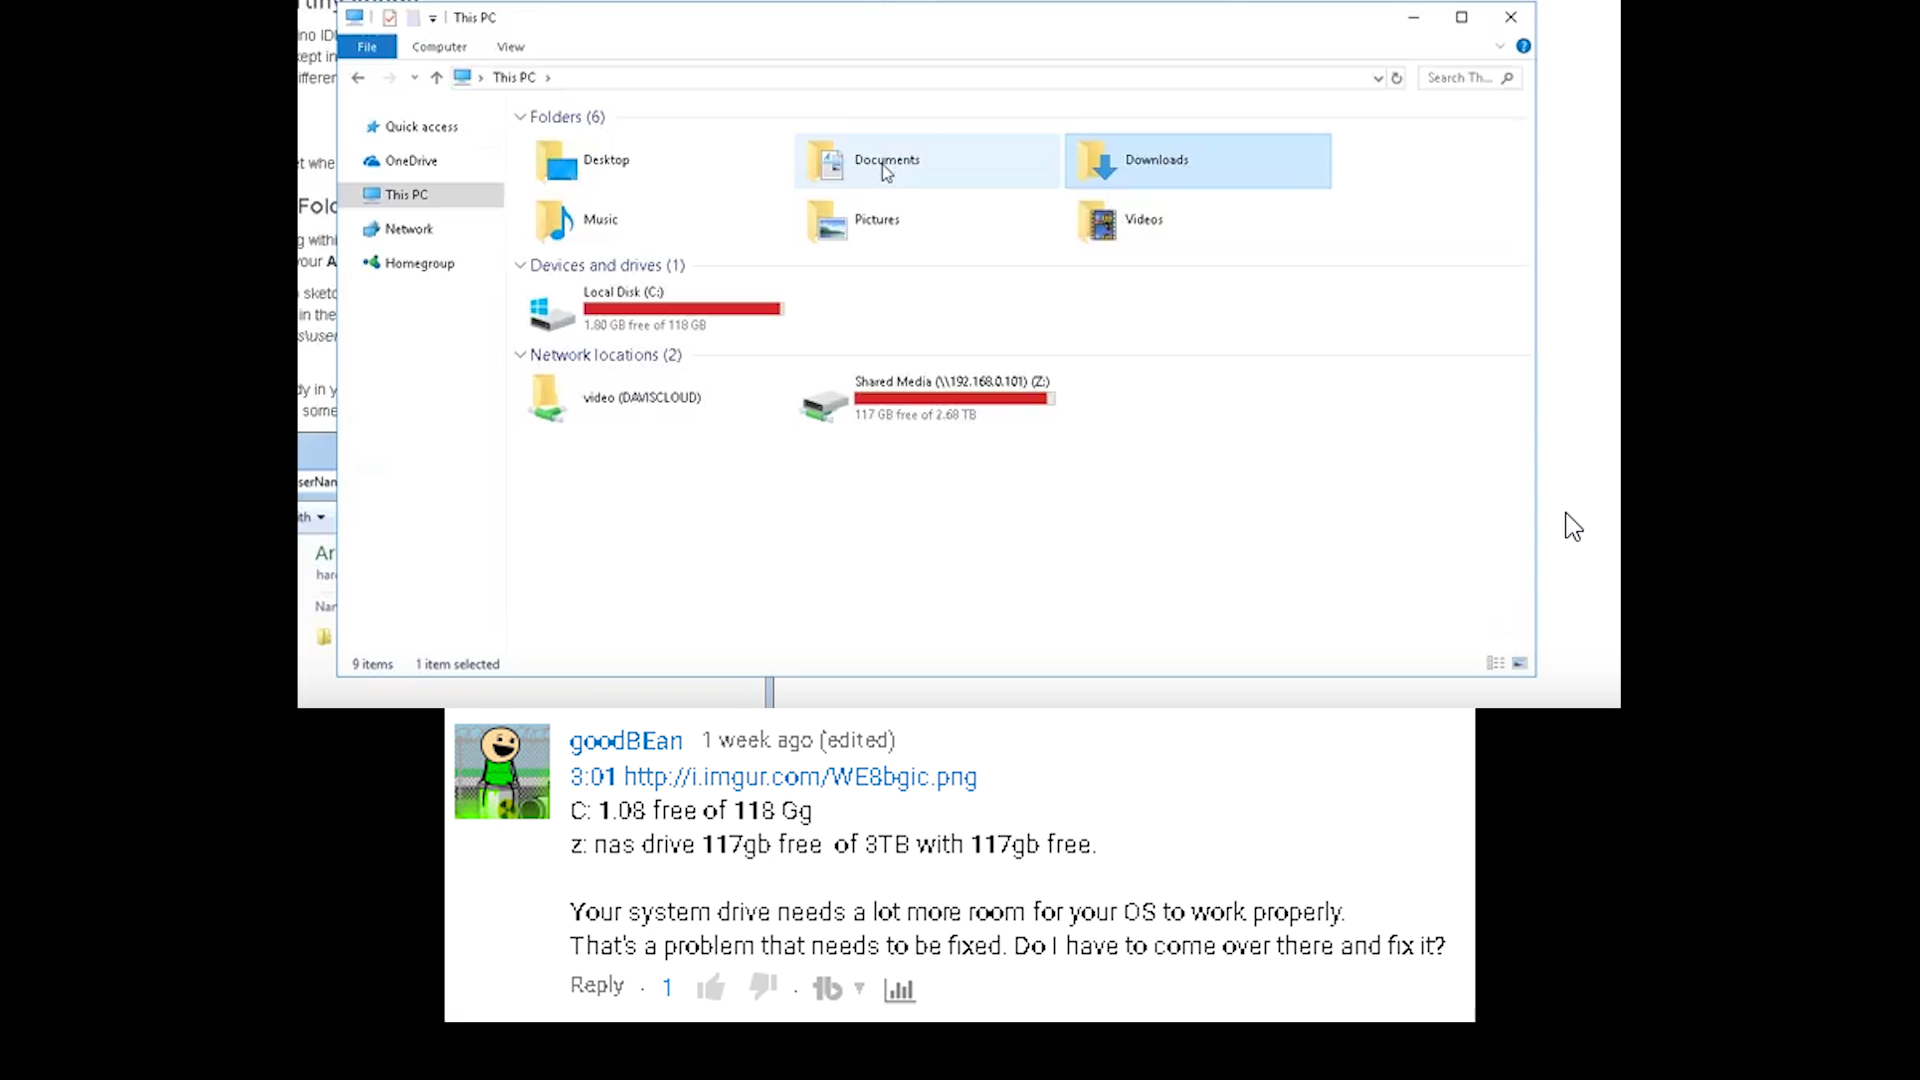 This PC
File Computer View
This PC
Search Th...
Quick access
OneDrive
This PC
Network
Homegroup
Folders (6)
Desktop
Documents
Downloads
Music
Pictures
Videos
Devices and drives (1)
Local Disk (C:)
1.80 GB free of 118 GB
Network locations (2)
video (DAVISCLOUD)
Shared Media (\\192.168.0.101) (Z:)
117 GB free of 2.68 TB
9 items 1 item selected
goodBEan 1 week ago (edited)
3:01 http://i.imgur.com/WE8bgic.png
C: 1.08 free of 118 Gg
z: nas drive 117gb free of 3TB with 117gb free.
Your system drive needs a lot more room for your OS to work properly.
That's a problem that needs to be fixed. Do I have to come over there and fix it?
Reply · 1